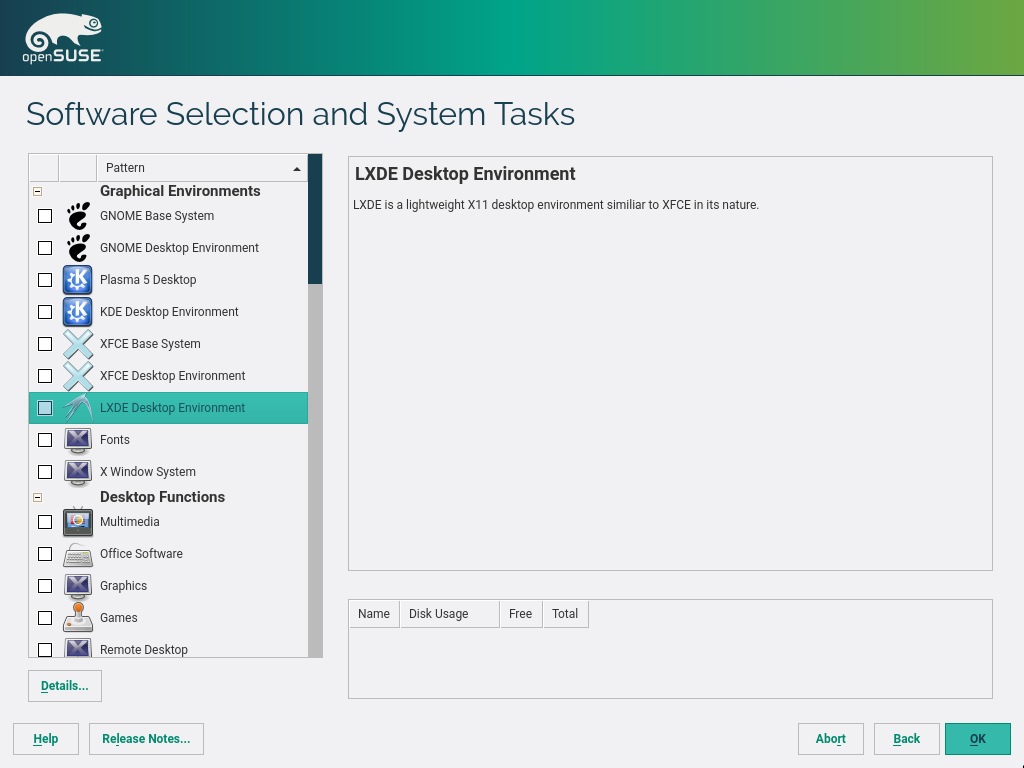 openSUSE
Software Selection and System Tasks
Pattern
Graphical Environments
GNOME Base System
GNOME Desktop Environment
Plasma 5 Desktop
KDE Desktop Environment
XFCE Base System
XFCE Desktop Environment
LXDE Desktop Environment
Fonts
X Window System
Desktop Functions
Multimedia
Office Software
Graphics
Games
Remote Desktop
Details...
LXDE Desktop Environment
LXDE is a lightweight X11 desktop environment similiar to XFCE in its nature.
Name Disk Usage Free Total
Help Release Notes... Abort Back OK